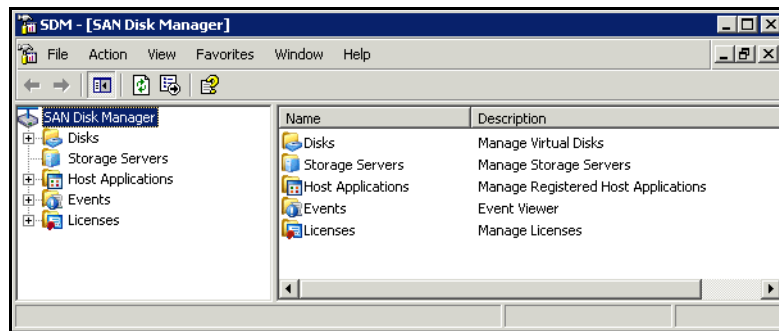 SDM - [SAN Disk Manager]
File Action View Favorites Window Help
SAN Disk Manager
Disks
Storage Servers
Host Applications
Events
Licenses
Name Description
Disks Manage Virtual Disks
Storage Servers Manage Storage Servers
Host Applications Manage Registered Host Applications
Events Event Viewer
Licenses Manage Licenses